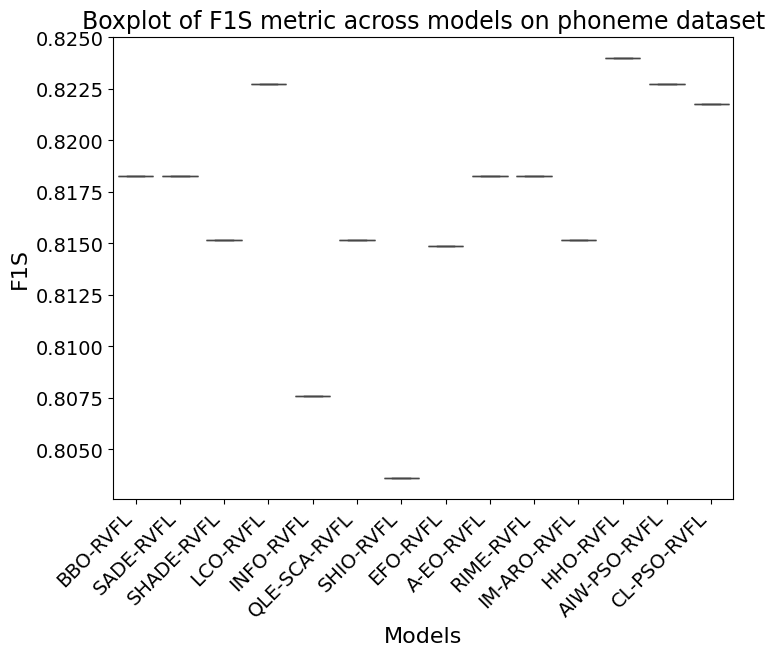 Boxplot of F1S metric across models on phoneme dataset
0.8250
0.8225
0.8200
0.8175
0.8150
0.8125
0.8100
0.8075
0.8050
F1S
BBO-RVFL
SADE-RVFL
SHADE-RVFL
LCO-RVFL
INFO-RVFL
QLE-SCA-RVFL
SHIO-RVFL
EFO-RVFL
A-EO-RVFL
RIME-RVFL
IM-ARO-RVFL
HHO-RVFL
AIW-PSO-RVFL
CL-PSO-RVFL
Models